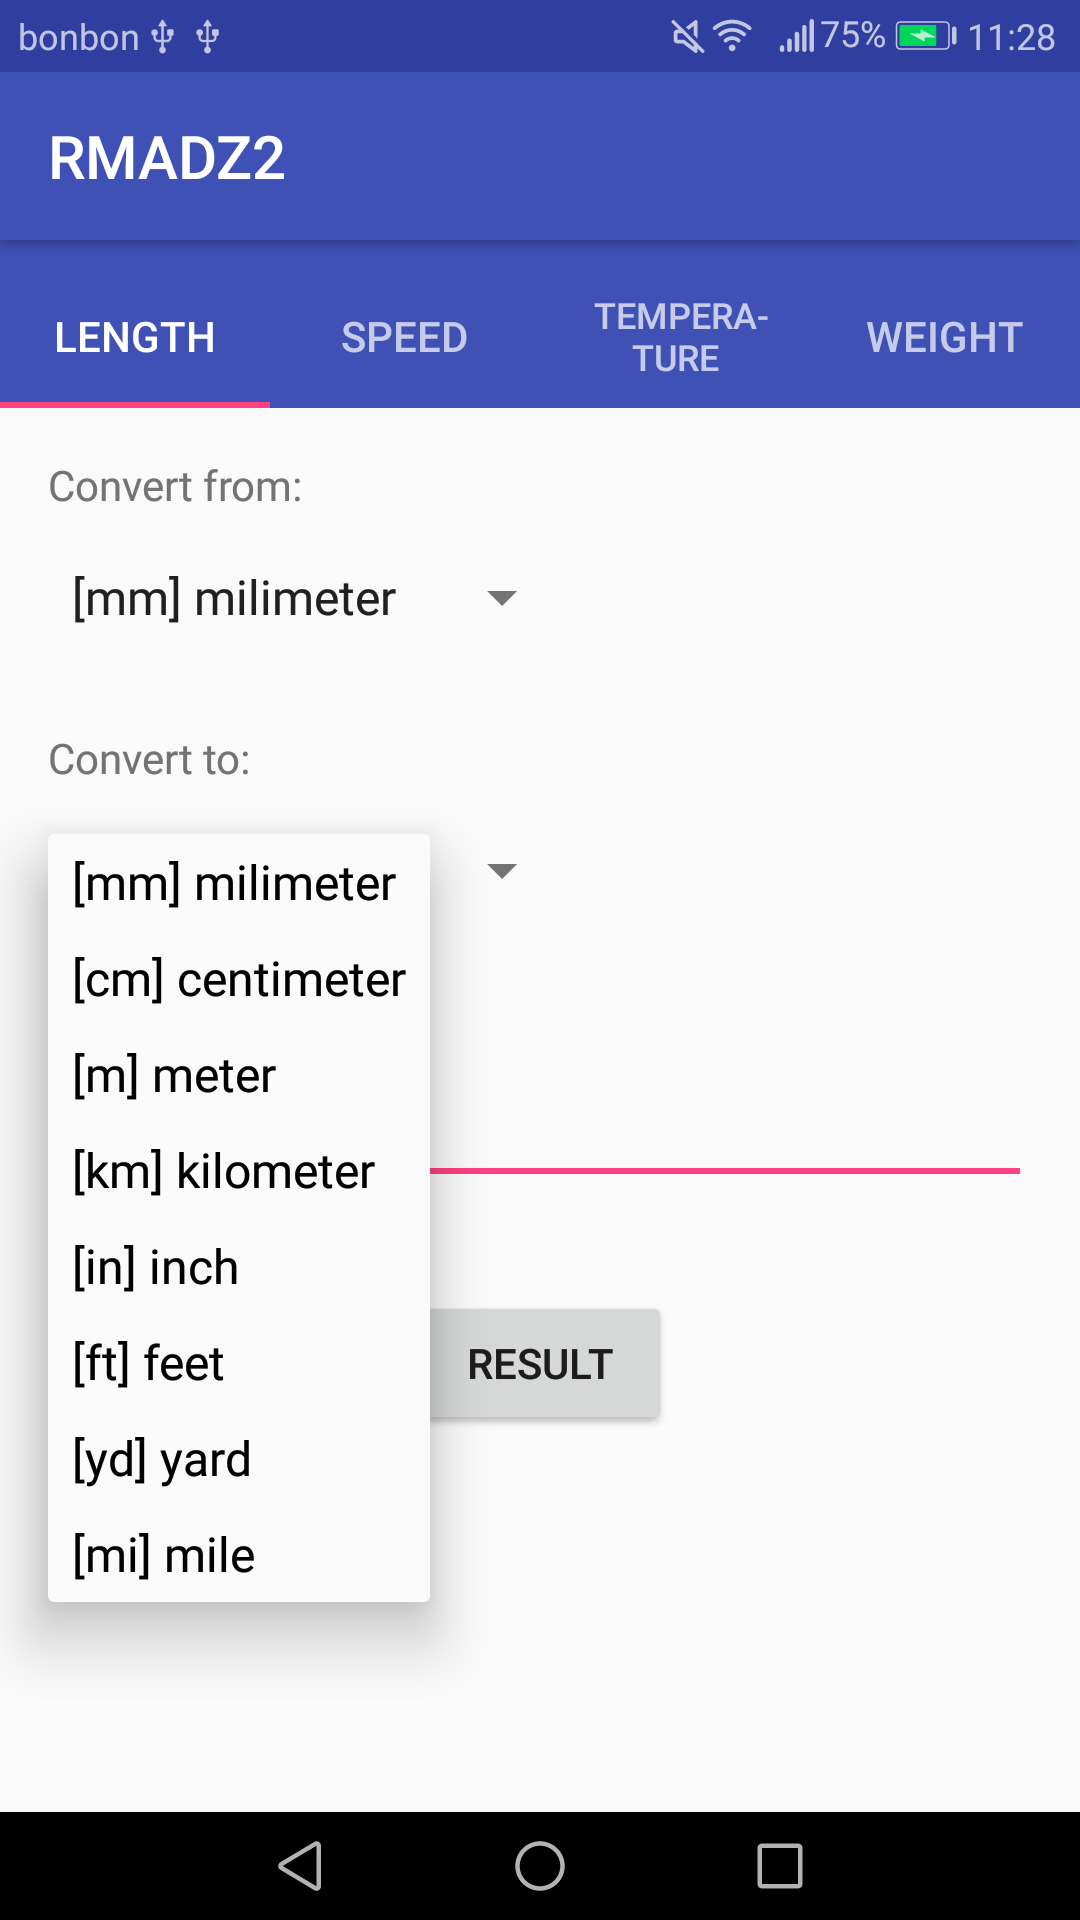 bonbon 75% 11:28
RMADZ2
LENGTH SPEED TEMPERA-
TURE WEIGHT
Convert from:
[mm] milimeter
Convert to:
[mm] milimeter
[cm] centimeter
[m] meter
[km] kilometer
[in] inch
[ft] feet
RESULT
[yd] yard
[mi] mile